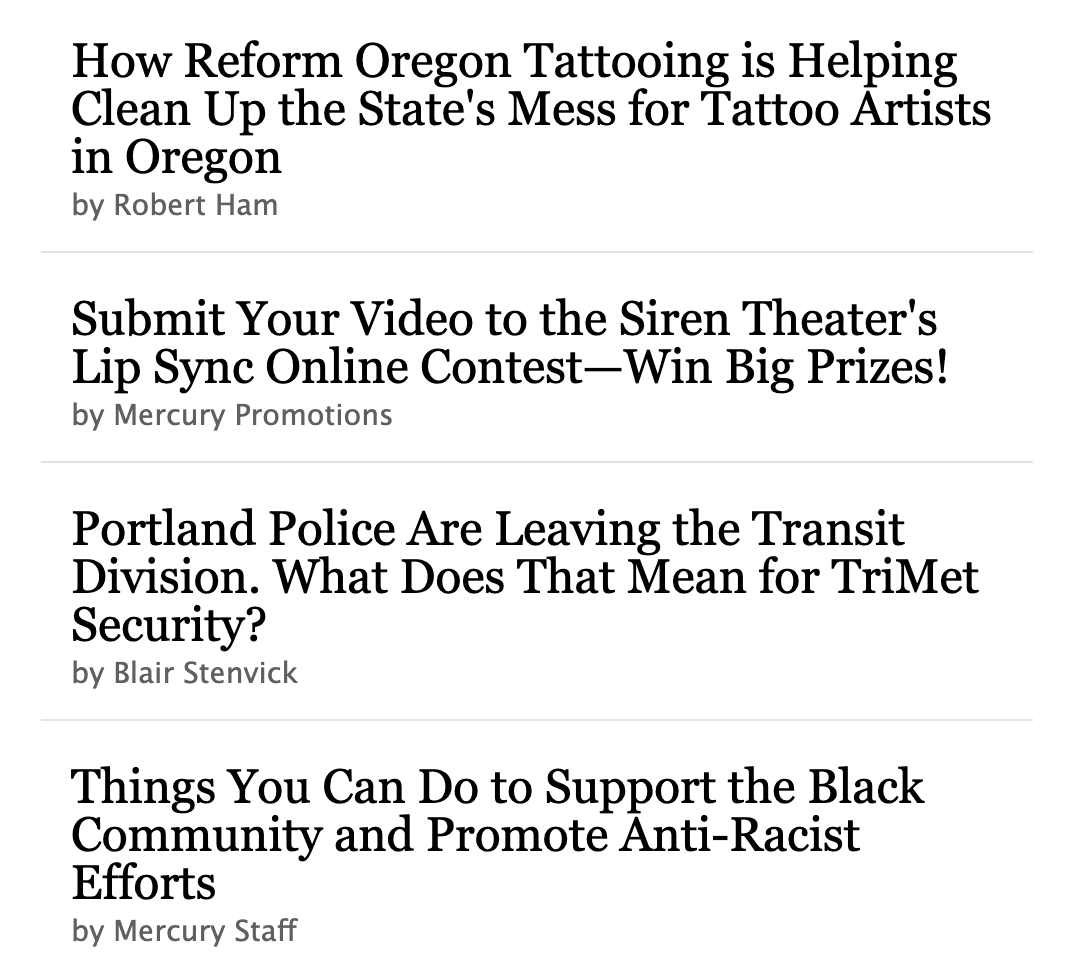 How Reform Oregon Tattooing is Helping
Clean Up the State's Mess for Tattoo Artists
in Oregon
by Robert Ham
Submit Your Video to the Siren Theater's
Lip Sync Online Contest—Win Big Prizes!
by Mercury Promotions
Portland Police Are Leaving the Transit
Division. What Does That Mean for TriMet
Security?
by Blair Stenvick
Things You Can Do to Support the Black
Community and Promote Anti-Racist
Efforts
by Mercury Staff